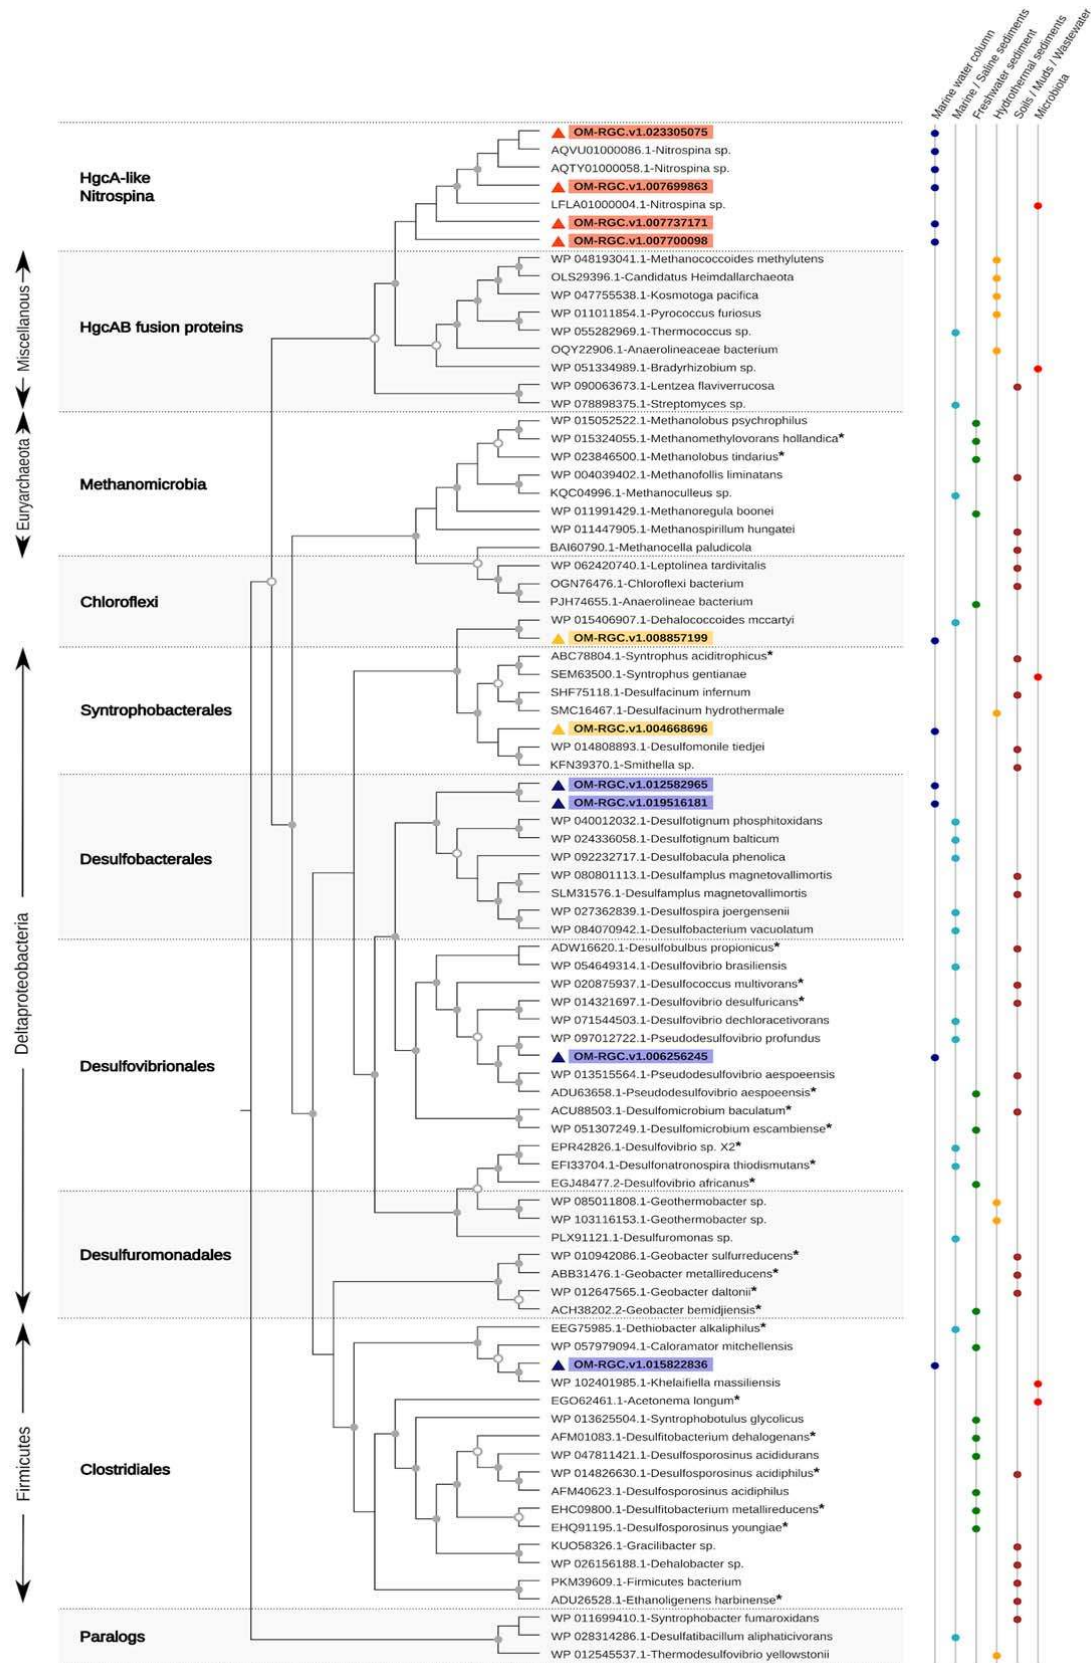 Marine water column
Marine / Saline sediments
Freshwater sediment
Hydrothermal sediments
Soils / Muds / Wastewater
Microbiota
HgcA-like
Nitrospina
OM-RGC.v1.023305075
AQVU01000086.1-Nitrospina sp.
AQTY01000058.1-Nitrospina sp.
OM-RGC.v1.007699863
LFLA01000004.1-Nitrospina sp.
OM-RGC.v1.007737171
OM-RGC.v1.007700098
Miscellanous
HgcAB fusion proteins
WP 048193041.1-Methanococcoides methylutens
OLS29396.1-Candidatus Heimdallarchaeota
WP 047755538.1-Kosmotoga pacifica
WP 011011854.1-Pyrococcus furiosus
WP 055282969.1-Thermococcus sp.
OQY22906.1-Anaerolineaceae bacterium
WP 051334989.1-Bradyrhizobium sp.
WP 090063673.1-Lentzea flaviverrucosa
WP 078898375.1-Streptomyces sp.
Euryarchaeota
Methanomicrobia
WP 015052522.1-Methanolobus psychrophilus
WP 015324055.1-Methanomethylovorans hollandica*
WP 023846500.1-Methanolobus tindarius*
WP 004039402.1-Methanofollis liminatans
KQC04996.1-Methanoculleus sp.
WP 011991429.1-Methanoregula boonei
WP 011447905.1-Methanospirillum hungatei
BAI60790.1-Methanocella paludicola
Chloroflexi
WP 062420740.1-Leptolinea tardivitalis
OGN76476.1-Chloroflexi bacterium
PJH74655.1-Anaerolineae bacterium
WP 015406907.1-Dehalococcoides mccartyi
OM-RGC.v1.008857199
Deltaproteobacteria
Syntrophobacterales
ABC78804.1-Syntrophus aciditrophicus*
SEM63500.1-Syntrophus gentianae
SHF75118.1-Desulfacinum infernum
SMC16467.1-Desulfacinum hydrothermale
OM-RGC.v1.004668696
WP 014808893.1-Desulfomonile tiedjei
KFN39370.1-Smithella sp.
Desulfobacterales
OM-RGC.v1.012582965
OM-RGC.v1.019516181
WP 040012032.1-Desulfotignum phosphitoxidans
WP 024336058.1-Desulfotignum balticum
WP 092232717.1-Desulfobacula phenolica
WP 080801113.1-Desulfamplus magnetovallimortis
SLM31576.1-Desulfamplus magnetovallimortis
WP 027362839.1-Desulfospira joergensenii
WP 084070942.1-Desulfobacterium vacuolatum
Desulfovibrionales
ADW16620.1-Desulfobulbus propionicus*
WP 054649314.1-Desulfovibrio brasiliensis
WP 020875937.1-Desulfococcus multivorans*
WP 014321697.1-Desulfovibrio desulfuricans*
WP 071544503.1-Desulfovibrio dechloracetivorans
WP 097012722.1-Pseudodesulfovibrio profundus
OM-RGC.v1.006256245
WP 013515564.1-Pseudodesulfovibrio aespoeensis
ADU63658.1-Pseudodesulfovibrio aespoeensis*
ACU88503.1-Desulfomicrobium baculatum*
WP 051307249.1-Desulfomicrobium escambiense*
EPR42826.1-Desulfovibrio sp. X2*
EFI33704.1-Desulfonatronospira thiodismutans*
EGJ48477.2-Desulfovibrio africanus*
Desulfuromonadales
WP 085011808.1-Geothermobacter sp.
WP 103116153.1-Geothermobacter sp.
PLX91121.1-Desulfuromonas sp.
WP 010942086.1-Geobacter sulfurreducens*
ABB31476.1-Geobacter metallireducens*
WP 012647565.1-Geobacter daltonii*
ACH38202.2-Geobacter bemidjiensis*
Firmicutes
Clostridiales
EEG75985.1-Dethiobacter alkaliphilus*
WP 057979094.1-Caloramator mitchellensis
OM-RGC.v1.015822836
WP 102401985.1-Khelaifiella massiliensis
EGO62461.1-Acetonema longum*
WP 013625504.1-Syntrophobotulus glycolicus
AFM01083.1-Desulfitobacterium dehalogenans*
WP 047811421.1-Desulfosporosinus acididurans
WP 014826630.1-Desulfosporosinus acidiphilus*
AFM40623.1-Desulfosporosinus acidiphilus
EHC09800.1-Desulfitobacterium metallireducens*
EHQ91195.1-Desulfosporosinus youngiae*
KUO58326.1-Gracilibacter sp.
WP 026156188.1-Dehalobacter sp.
PKM39609.1-Firmicutes bacterium
ADU26528.1-Ethanoligenens harbinense*
Paralogs
WP 011699410.1-Syntrophobacter fumaroxidans
WP 028314286.1-Desulfatibacillum aliphaticivorans
WP 012545537.1-Thermodesulfovibrio yellowstonii